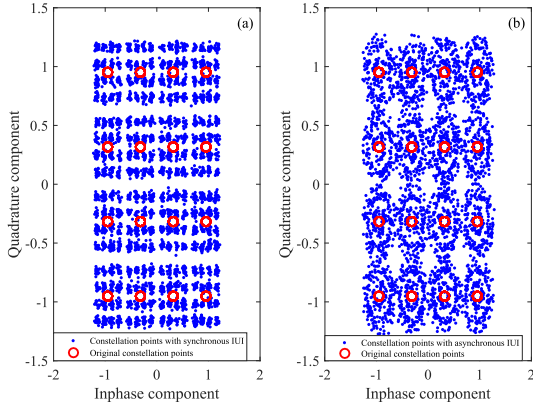 (a)
1.5
1
0.5
0
-0.5
-1
-1.5
Quadrature component
Constellation points with synchronous IUI
Original constellation points
-2
-1
0
1
2
Inphase component
(b)
1.5
1
0.5
0
-0.5
-1
-1.5
Quadrature component
Constellation points with asynchronous IUI
Original constellation points
-2
-1
0
1
2
Inphase component